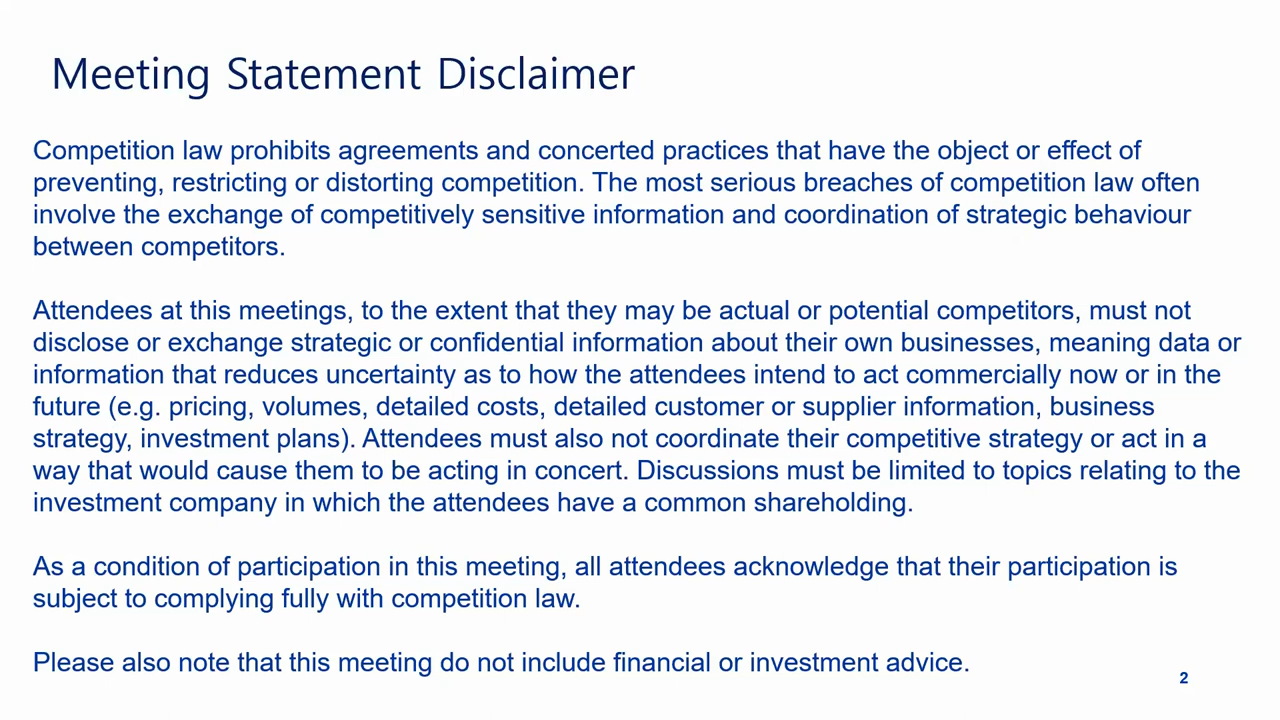 Meeting Statement Disclaimer
Competition law prohibits agreements and concerted practices that have the object or effect of
preventing, restricting or distorting competition. The most serious breaches of competition law often
involve the exchange of competitively sensitive information and coordination of strategic behaviour
between competitors.
Attendees at this meetings, to the extent that they may be actual or potential competitors, must not
disclose or exchange strategic or confidential information about their own businesses, meaning data or
information that reduces uncertainty as to how the attendees intend to act commercially now or in the
future (e.g. pricing, volumes, detailed costs, detailed customer or supplier information, business
strategy, investment plans). Attendees must also not coordinate their competitive strategy or act in a
way that would cause them to be acting in concert. Discussions must be limited to topics relating to the
investment company in which the attendees have a common shareholding.
As a condition of participation in this meeting, all attendees acknowledge that their participation is
subject to complying fully with competition law.
Please also note that this meeting do not include financial or investment advice.
2